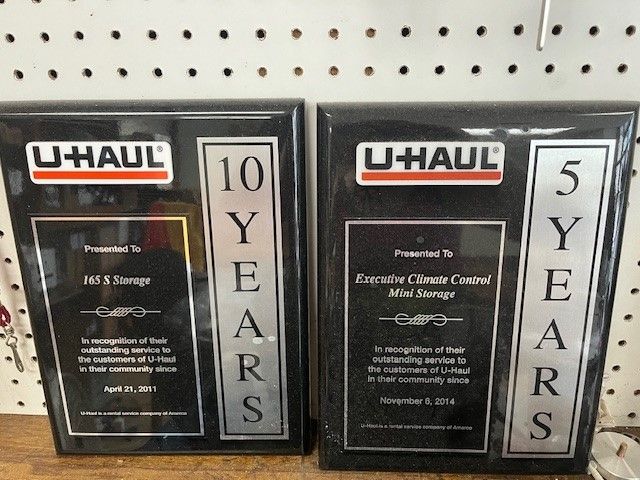 U-HAUL
10
YEARS
Presented To
165 S Storage
In recognition of their
outstanding service to
the customers of U-Haul
in their community since
April 21, 2011
U-Haul is a rental service company of America
U-HAUL
5
YEARS
Presented To
Executive Climate Control
Mini Storage
In recognition of their
outstanding service to
the customers of U-Haul
in their community since
November 6, 2014
U-Haul is a rental service company of America